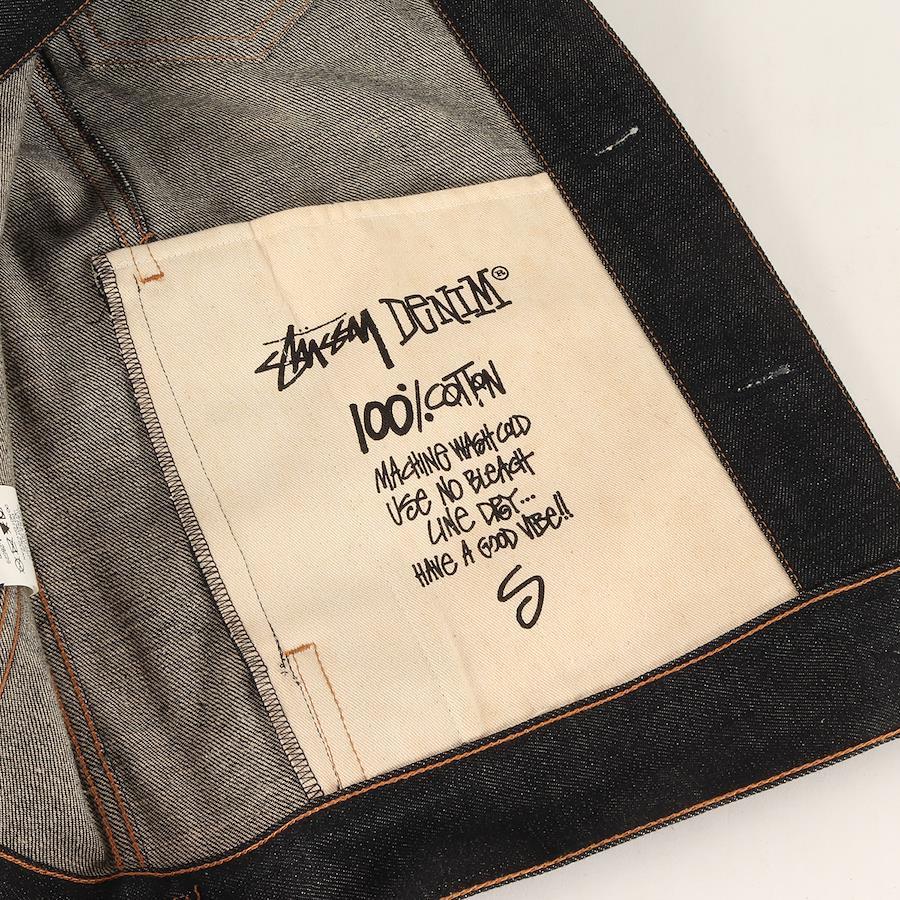 Stüssy DENIM®
100% COTTON
MACHINE WASH COLD
USE NO BLEACH
LINE DRY...
HAVE A GOOD VIBE!!
S